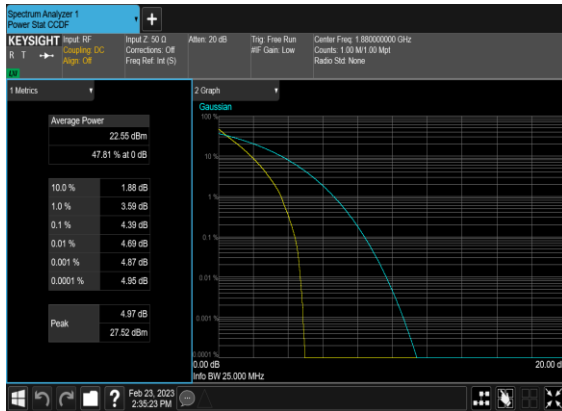 Spectrum Analyzer 1
Power Stat CCDF
KEYSIGHT
R T
Input: RF
Coupling: DC
Align: Off
Input Z: 50 Ω
Corrections: Off
Freq Ref: Int (S)
Atten: 20 dB
Trig: Free Run
#IF Gain: Low
Center Freq: 1.880000000 GHz
Counts: 1.00 M/1.00 Mpt
Radio Std: None
1 Metrics
Average Power
22.55 dBm
47.81 % at 0 dB
10.0 % 1.88 dB
1.0 % 3.59 dB
0.1 % 4.39 dB
0.01 % 4.69 dB
0.001 % 4.87 dB
0.0001 % 4.95 dB
Peak 4.97 dB
27.52 dBm
2 Graph
Gaussian
100 %
10 %
1 %
0.1 %
0.01 %
0.001 %
0.0001 %
0.00 dB 20.00 d
Info BW 25.000 MHz
? Feb 23, 2023
2:35:23 PM